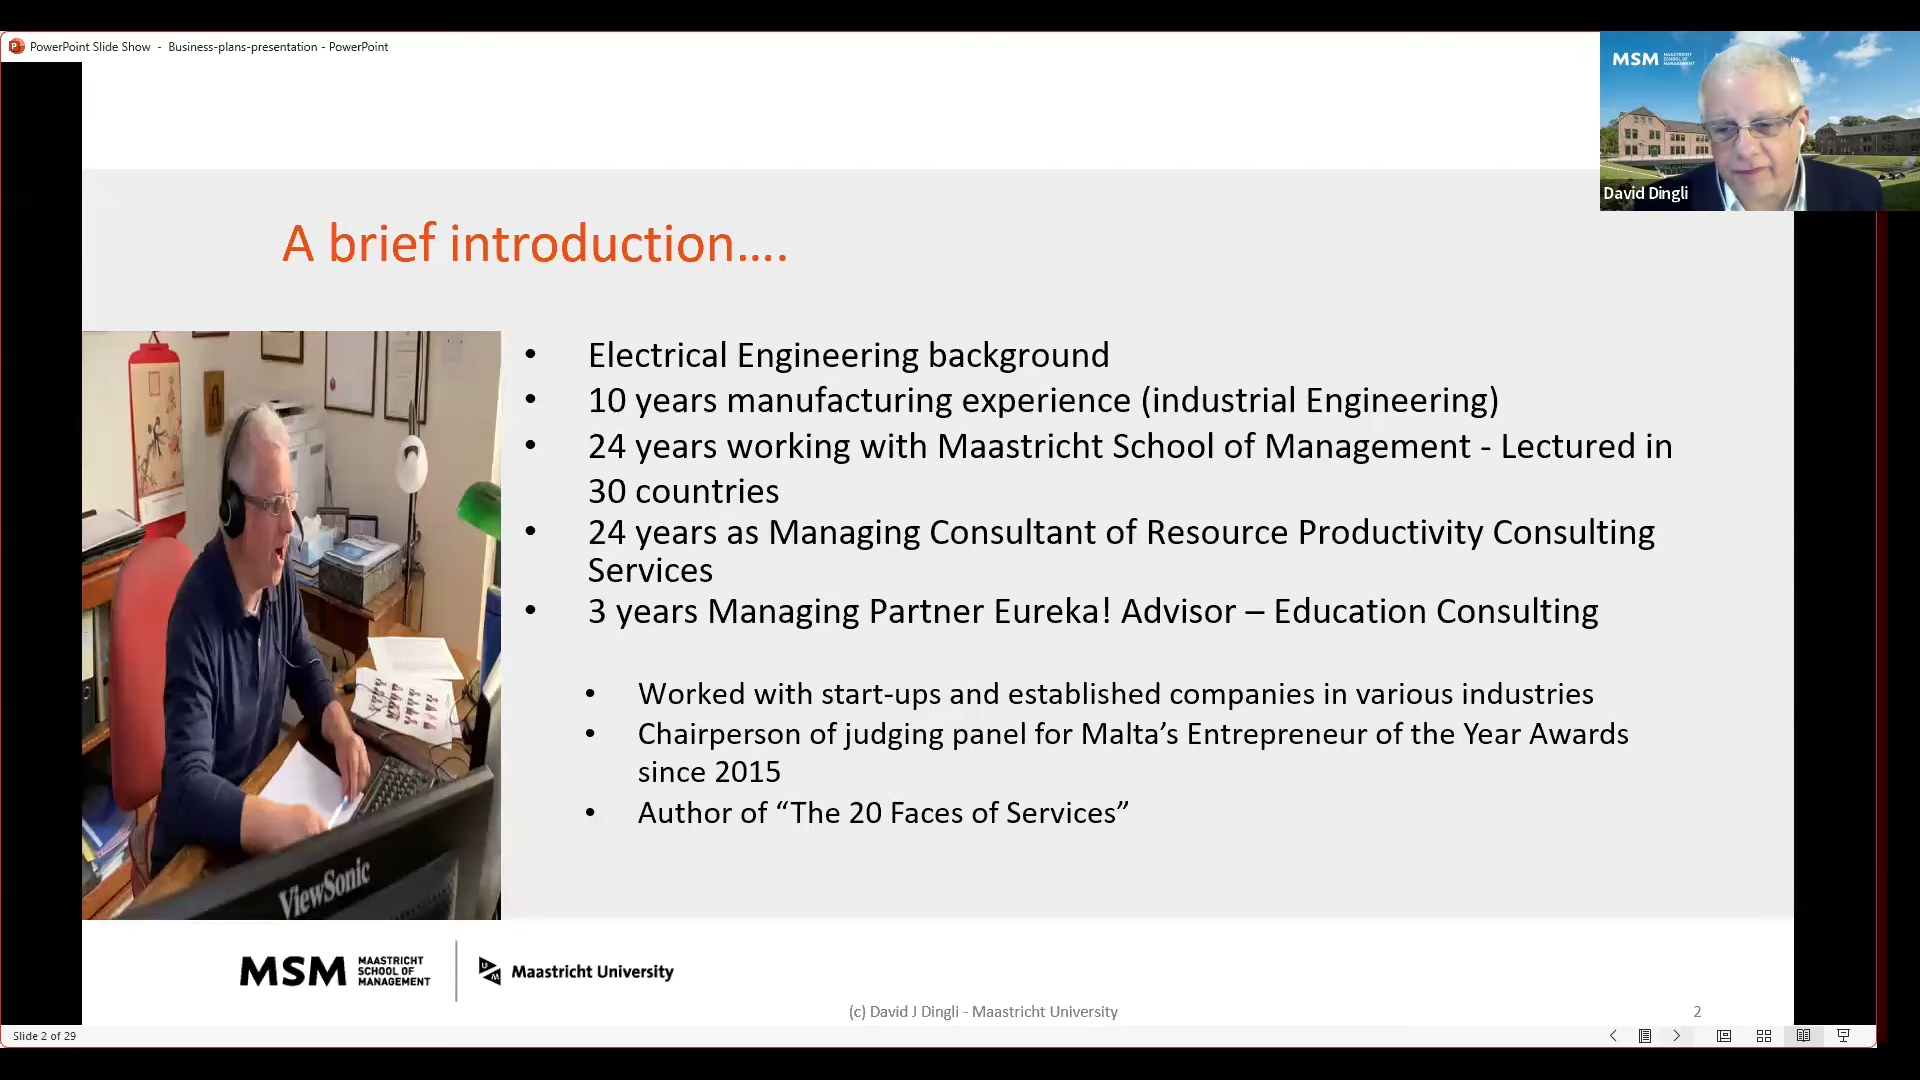 PowerPoint Slide Show - Business-plans-presentation - PowerPoint
MSM MAASTRICHT
SCHOOL OF
MANAGEMENT
David Dingli
A brief introduction....
• Electrical Engineering background
• 10 years manufacturing experience (industrial Engineering)
• 24 years working with Maastricht School of Management - Lectured in
30 countries
• 24 years as Managing Consultant of Resource Productivity Consulting
Services
• 3 years Managing Partner Eureka! Advisor – Education Consulting
• Worked with start-ups and established companies in various industries
• Chairperson of judging panel for Malta’s Entrepreneur of the Year Awards
since 2015
• Author of “The 20 Faces of Services”
ViewSonic
MSM MAASTRICHT
SCHOOL OF
MANAGEMENT
Maastricht University
(c) David J Dingli - Maastricht University
2
Slide 2 of 29